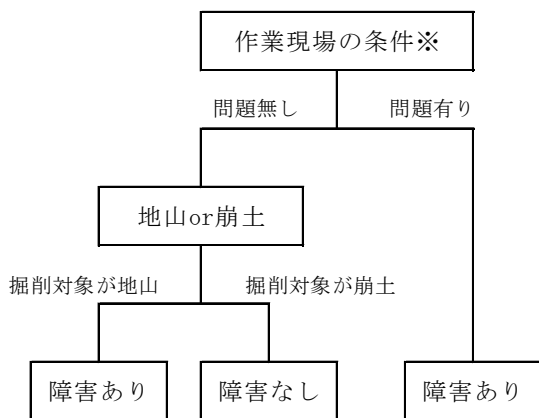 作業現場の条件※
問題無し
問題有り
地山or崩土
掘削対象が地山
掘削対象が崩土
障害あり
障害なし
障害あり